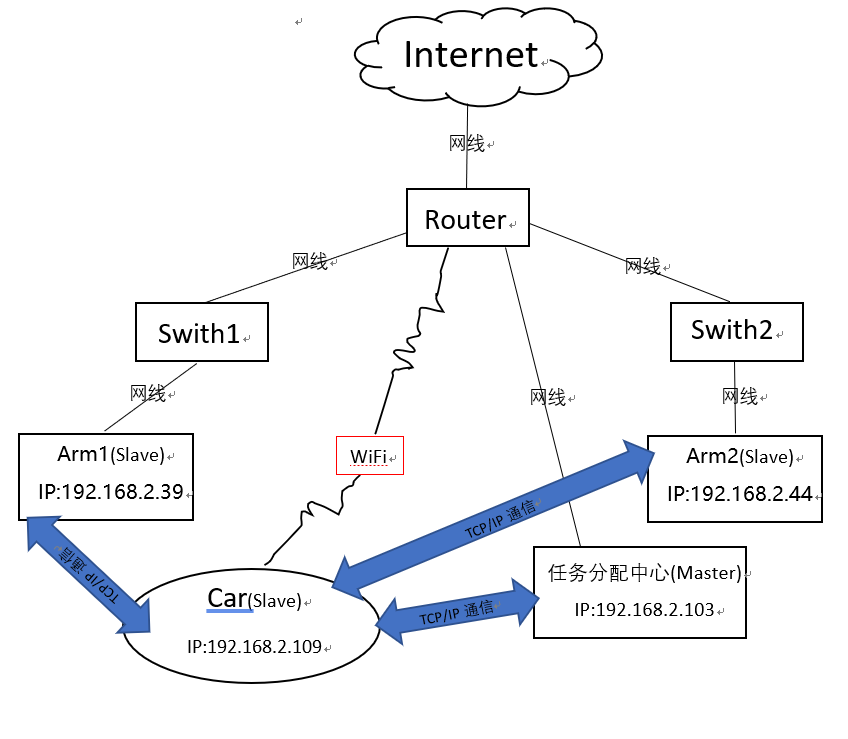 Internet
网线
Router
网线
网线
Swith1
Swith2
网线
网线
网线
Arm1(Slave)
IP:192.168.2.39
WiFi
Arm2(Slave)
IP:192.168.2.44
TCP/IP 通信
TCP/IP 通信
Car(Slave)
IP:192.168.2.109
TCP/IP 通信
任务分配中心(Master)
IP:192.168.2.103